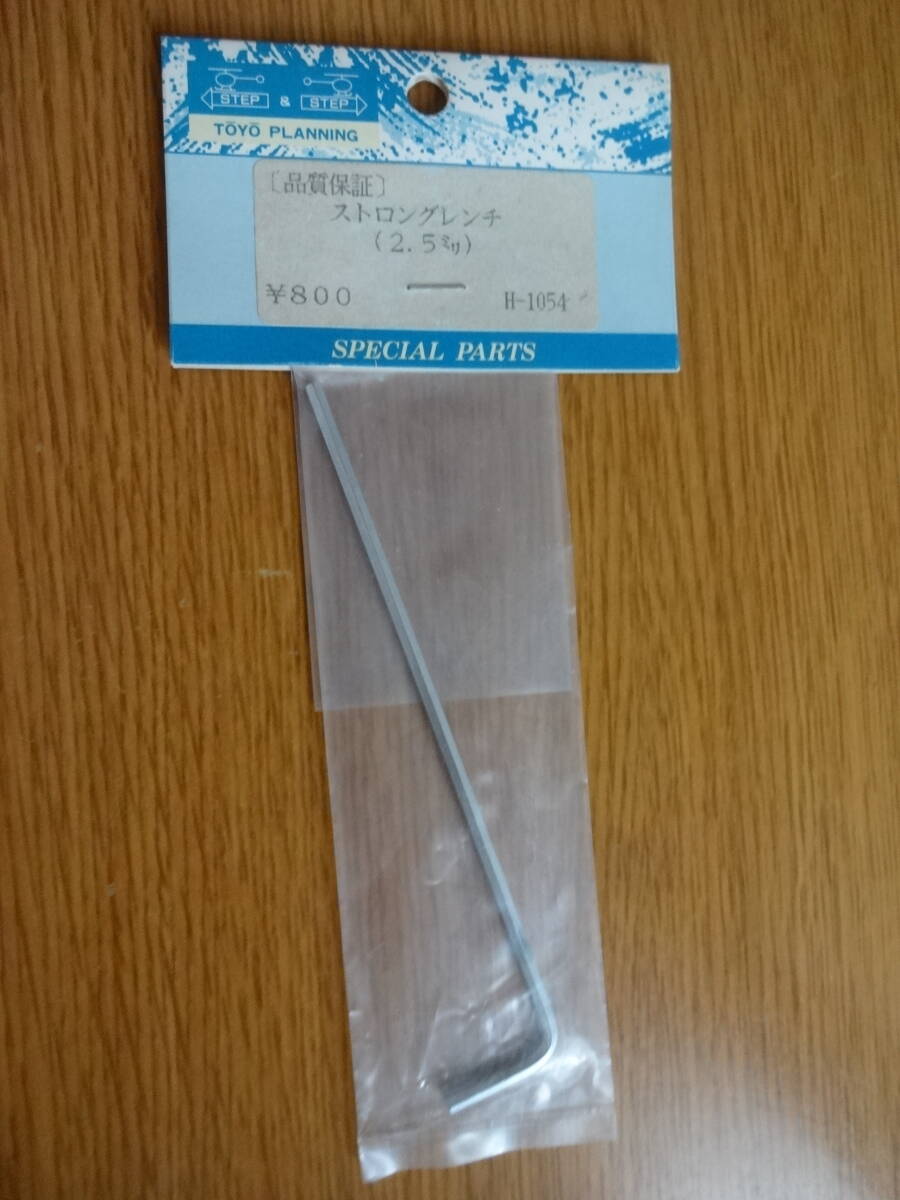 STEP & STEP
TŌYŌ PLANNING
〔品質保証〕
ストロングレンチ
(2.5㍉)
¥800
H-1054
SPECIAL PARTS